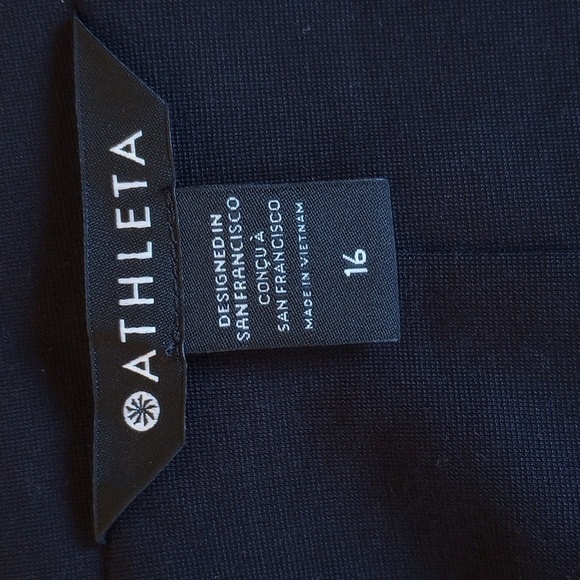 ATHLETA
DESIGNED IN
SAN FRANCISCO
CONÇU À
SAN FRANCISCO
MADE IN VIETNAM
16